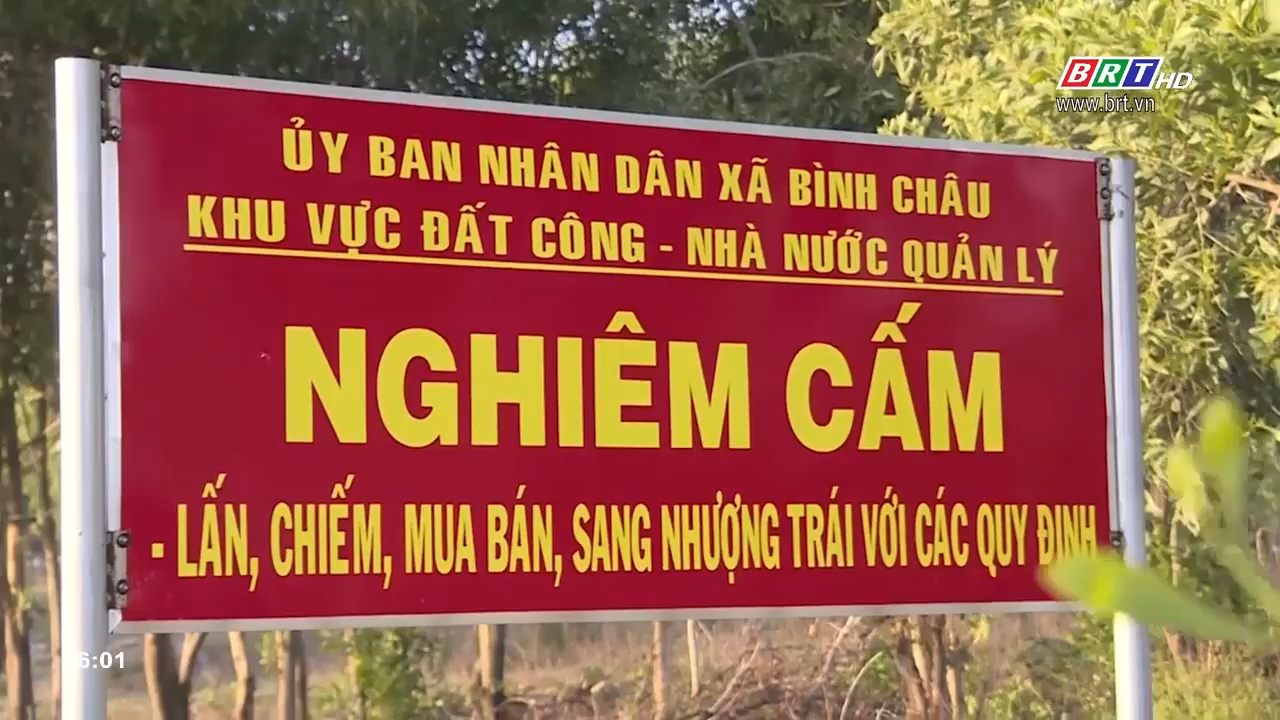 BRT HD
www.brt.vn
ỦY BAN NHÂN DÂN XÃ BÌNH CHÂU
KHU VỰC ĐẤT CÔNG - NHÀ NƯỚC QUẢN LÝ
NGHIÊM CẤM
- LẤN, CHIẾM, MUA BÁN, SANG NHƯỢNG TRÁI VỚI CÁC QUY ĐỊNH
6:01